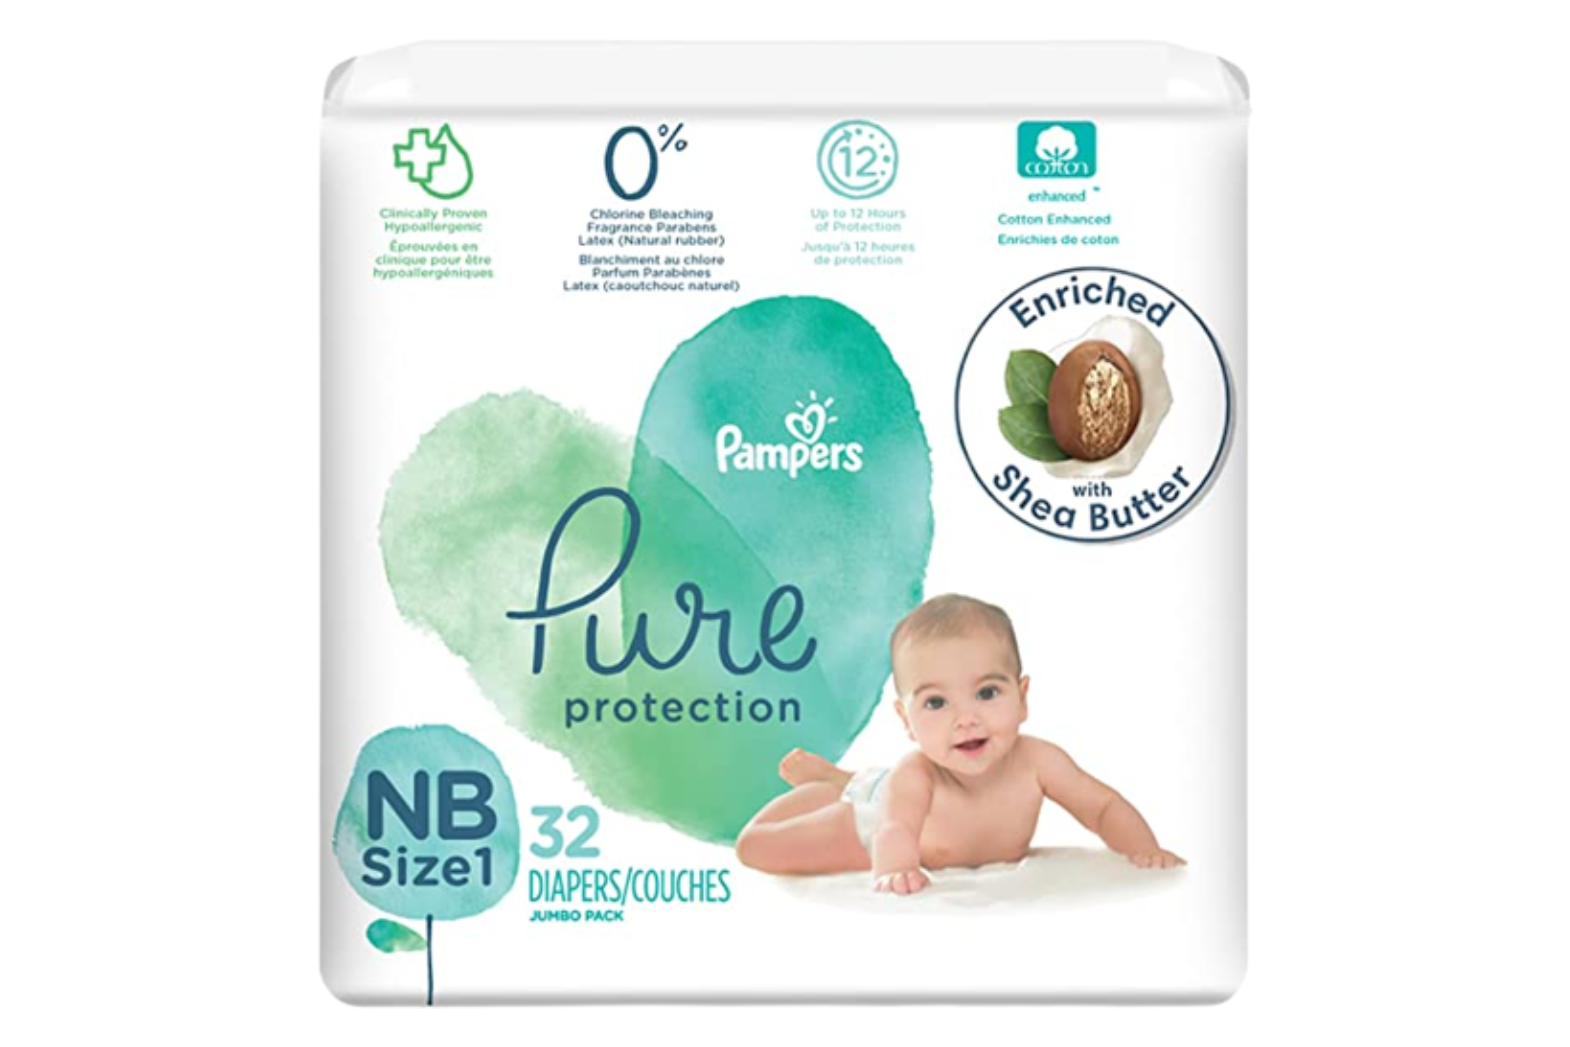 Clinically Proven
Hypoallergenic
Éprouvées en
clinique pour être
hypoallergéniques
0%
Chlorine Bleaching
Fragrance Parabens
Latex (Natural rubber)
Blanchiment au chlore
Parfum Parabènes
Latex (caoutchouc naturel)
12
Up to 12 Hours
of Protection
Jusqu'à 12 heures
de protection
cotton
enhanced™
Cotton Enhanced
Enrichies de coton
Enriched
with
Shea Butter
Pampers
Pure
protection
NB
Size1
32
DIAPERS/COUCHES
JUMBO PACK